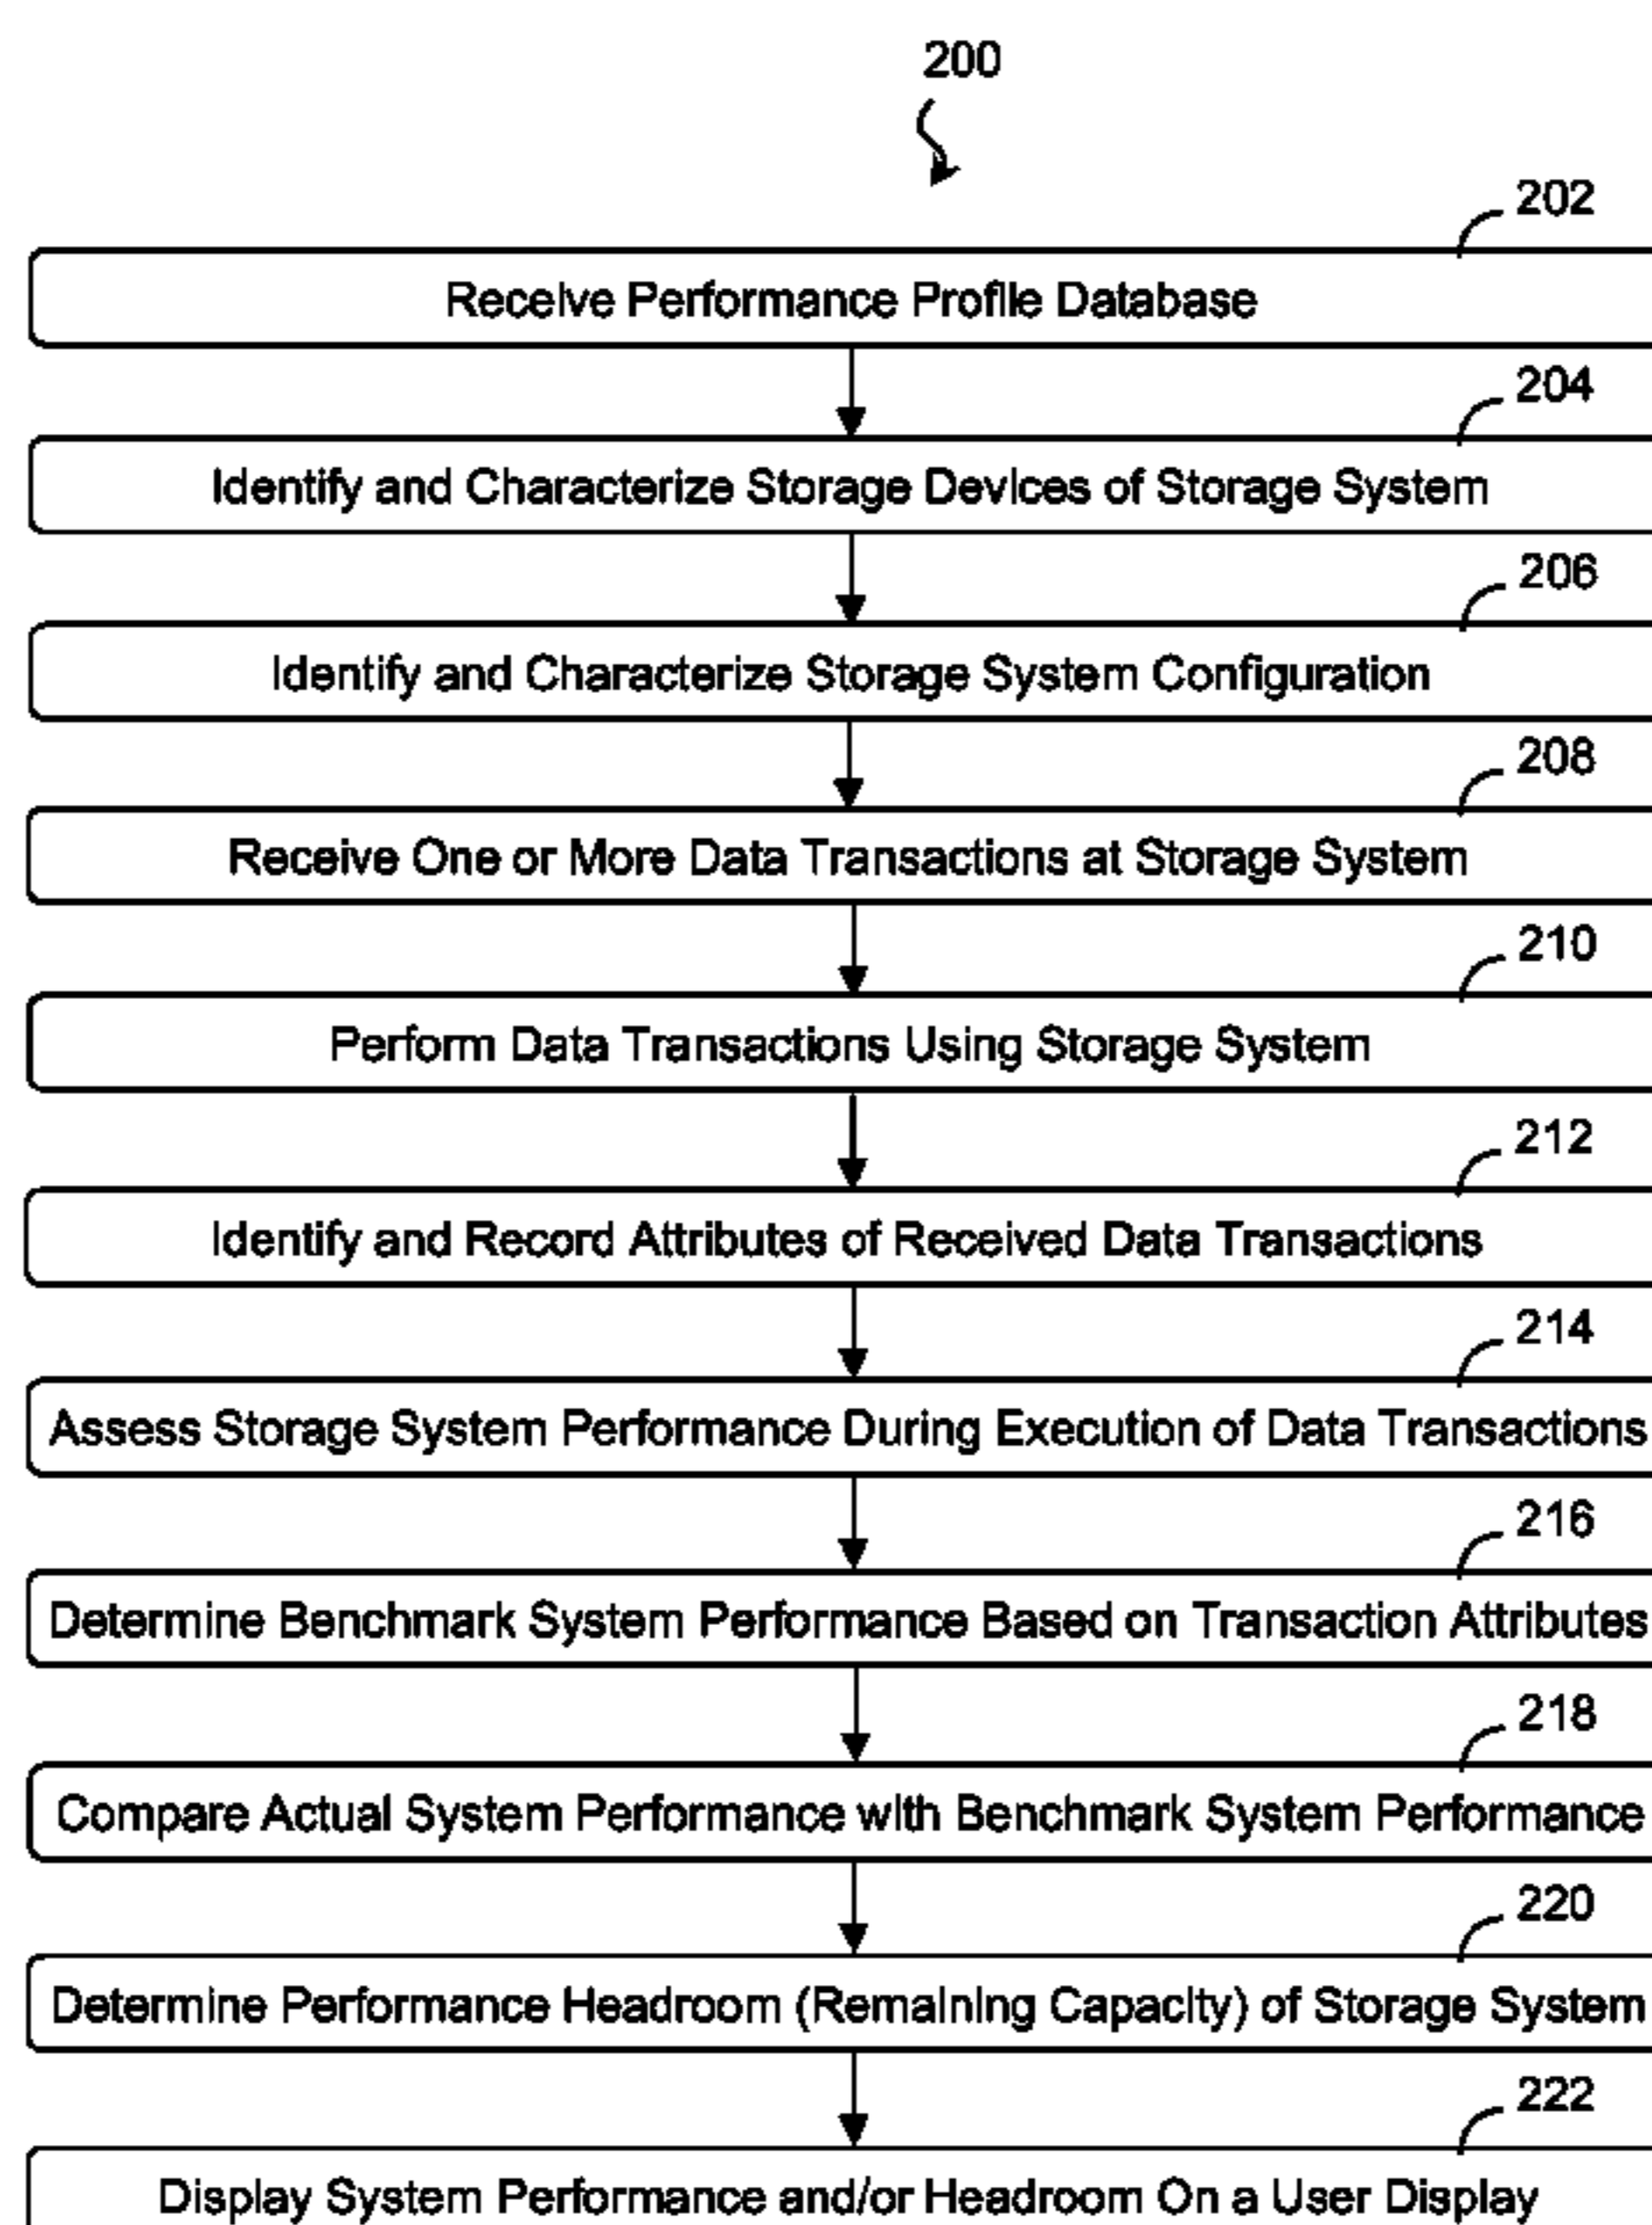 200
202
Receive Performance Profile Database
204
Identify and Characterize Storage Devices of Storage System
206
Identify and Characterize Storage System Configuration
208
Receive One or More Data Transactions at Storage System
210
Perform Data Transactions Using Storage System
212
Identify and Record Attributes of Received Data Transactions
214
Assess Storage System Performance During Execution of Data Transactions
216
Determine Benchmark System Performance Based on Transaction Attributes
218
Compare Actual System Performance with Benchmark System Performance
220
Determine Performance Headroom (Remaining Capacity) of Storage System
222
Display System Performance and/or Headroom On a User Display